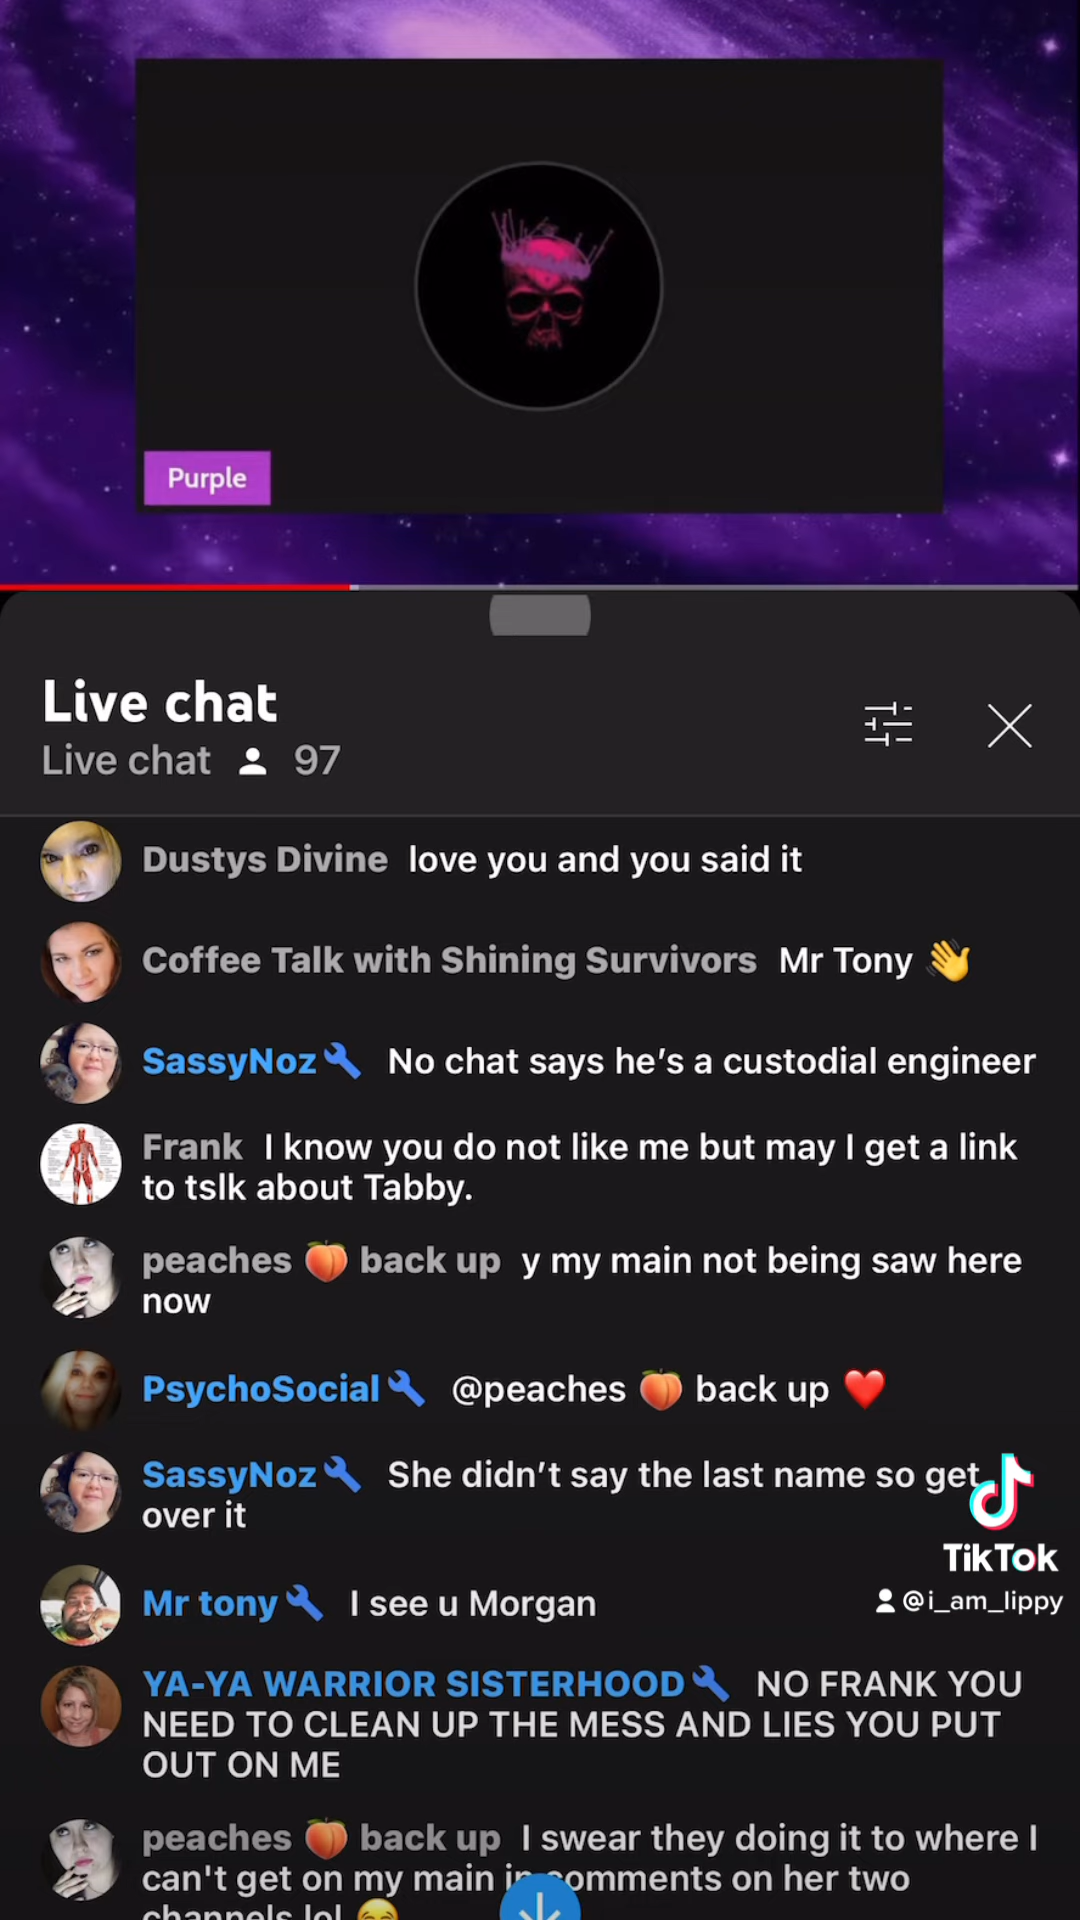 Purple
Live chat
Live chat 97
Dustys Divine love you and you said it
Coffee Talk with Shining Survivors Mr Tony 👋
SassyNoz No chat says he’s a custodial engineer
Frank I know you do not like me but may I get a link
to tslk about Tabby.
peaches 🍑 back up y my main not being saw here
now
PsychoSocial @peaches 🍑 back up ❤️
SassyNoz She didn’t say the last name so get
over it
TikTok
Mr tony I see u Morgan
@i_am_lippy
YA-YA WARRIOR SISTERHOOD NO FRANK YOU
NEED TO CLEAN UP THE MESS AND LIES YOU PUT
OUT ON ME
peaches 🍑 back up I swear they doing it to where I
can't get on my main in comments on her two
channels lol 😂